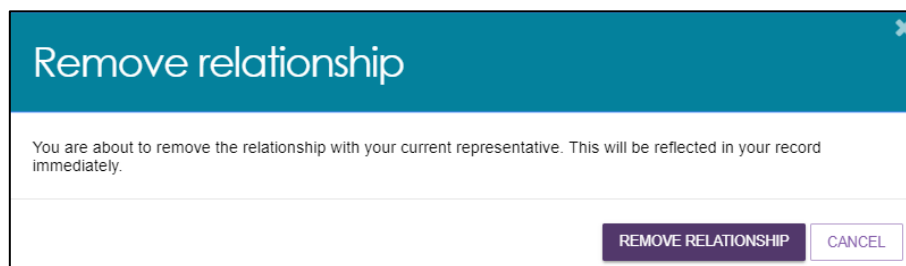 Remove relationship
You are about to remove the relationship with your current representative. This will be reflected in your record
immediately.
REMOVE RELATIONSHIP CANCEL